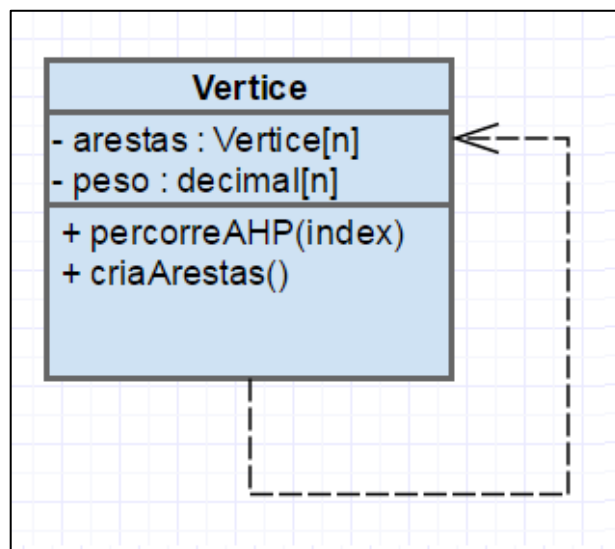 Vertice
- arestas : Vertice[n]
- peso : decimal[n]
+ percorreAHP(index)
+ criaArestas()